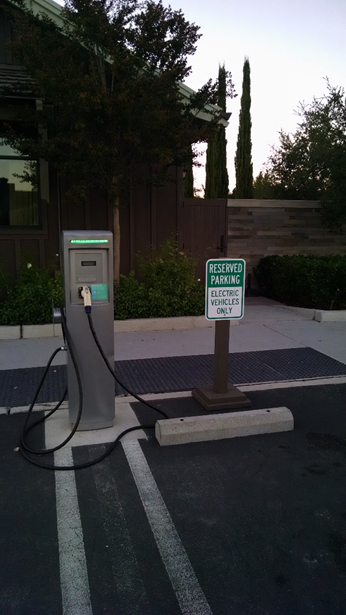 RESERVED
PARKING
ELECTRIC
VEHICLES
ONLY